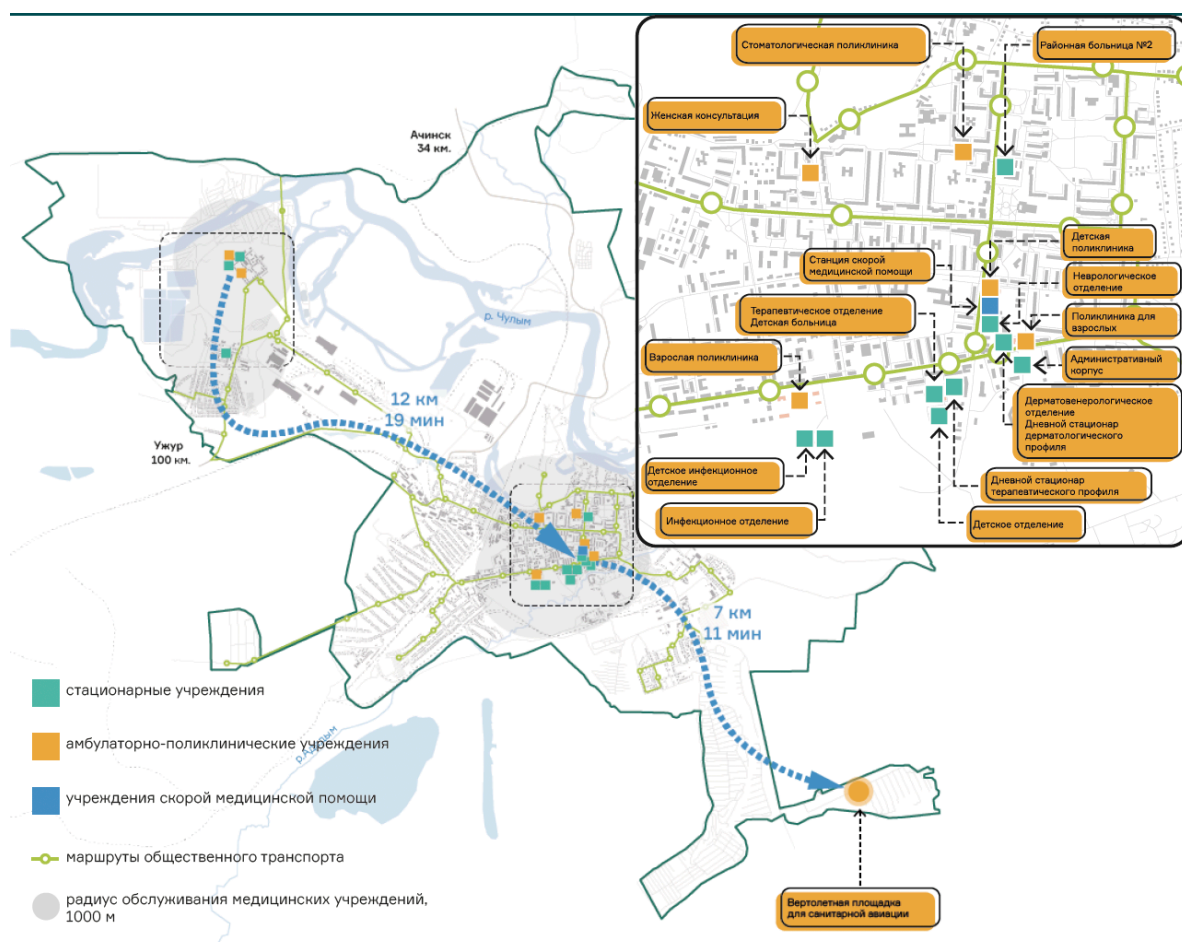 Стоматологическая поликлиника
Районная больница №2
Женская консультация
Детская
поликлиника
Станция скорой
медицинской помощи
Неврологическое
отделение
Терапевтическое отделение
Детская больница
Поликлиника для
взрослых
Взрослая поликлиника
Административный
корпус
Дерматовенерологическое
отделение
Дневной стационар
дерматологического
профиля
Детское инфекционное
отделение
Дневной стационар
терапевтического профиля
Инфекционное отделение
Детское отделение
Ачинск
34 км.
р. Чулым
12 км
19 мин
Ужур
100 км.
7 км
11 мин
р.Ададым
стационарные учреждения
амбулаторно-поликлинические учреждения
учреждения скорой медицинской помощи
маршруты общественного транспорта
радиус обслуживания медицинских учреждений,
1000 м
Вертолетная площадка
для санитарной авиации